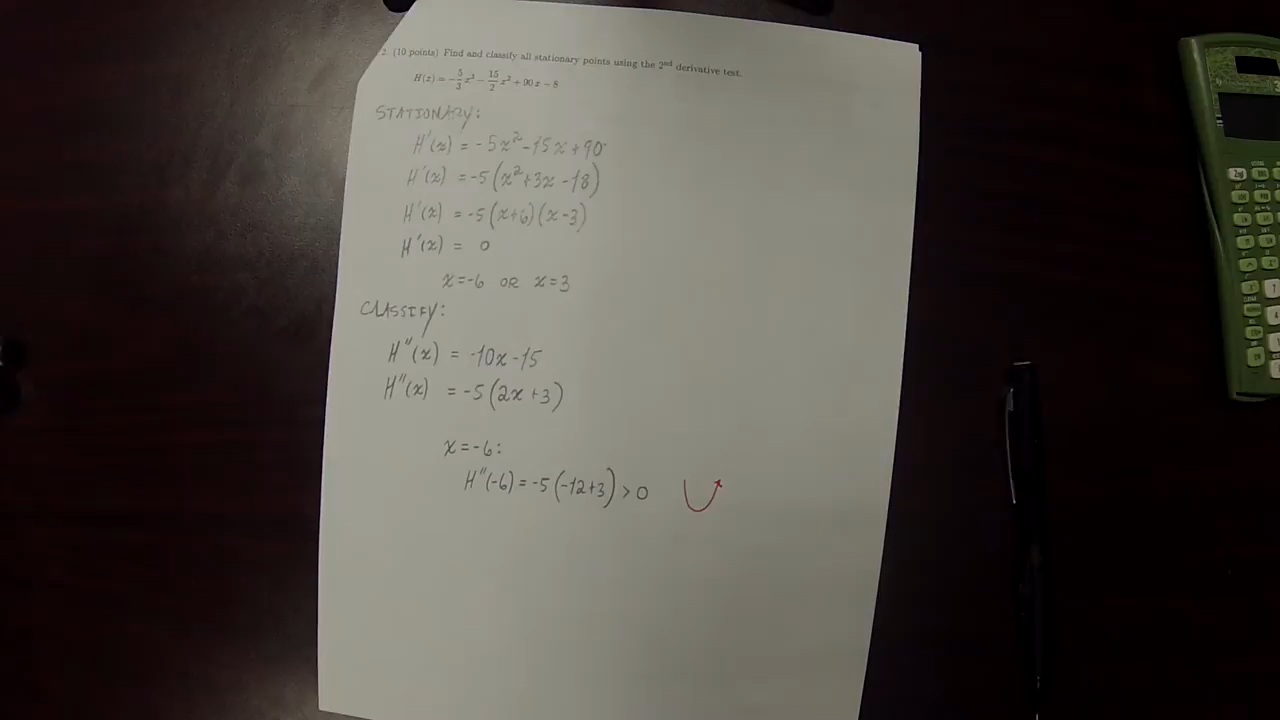 2. (10 points) Find and classify all stationary points using the 2nd derivative test.
H(x) = -5/3 x³ - 15/2 x² + 90x - 8
STATIONARY:
H'(x) = -5x² - 15x + 90
H'(x) = -5(x² + 3x - 18)
H'(x) = -5(x+6)(x-3)
H'(x) = 0
x = -6 OR x = 3
CLASSIFY:
H''(x) = -10x - 15
H''(x) = -5(2x + 3)
x = -6:
H''(-6) = -5(-12+3) > 0